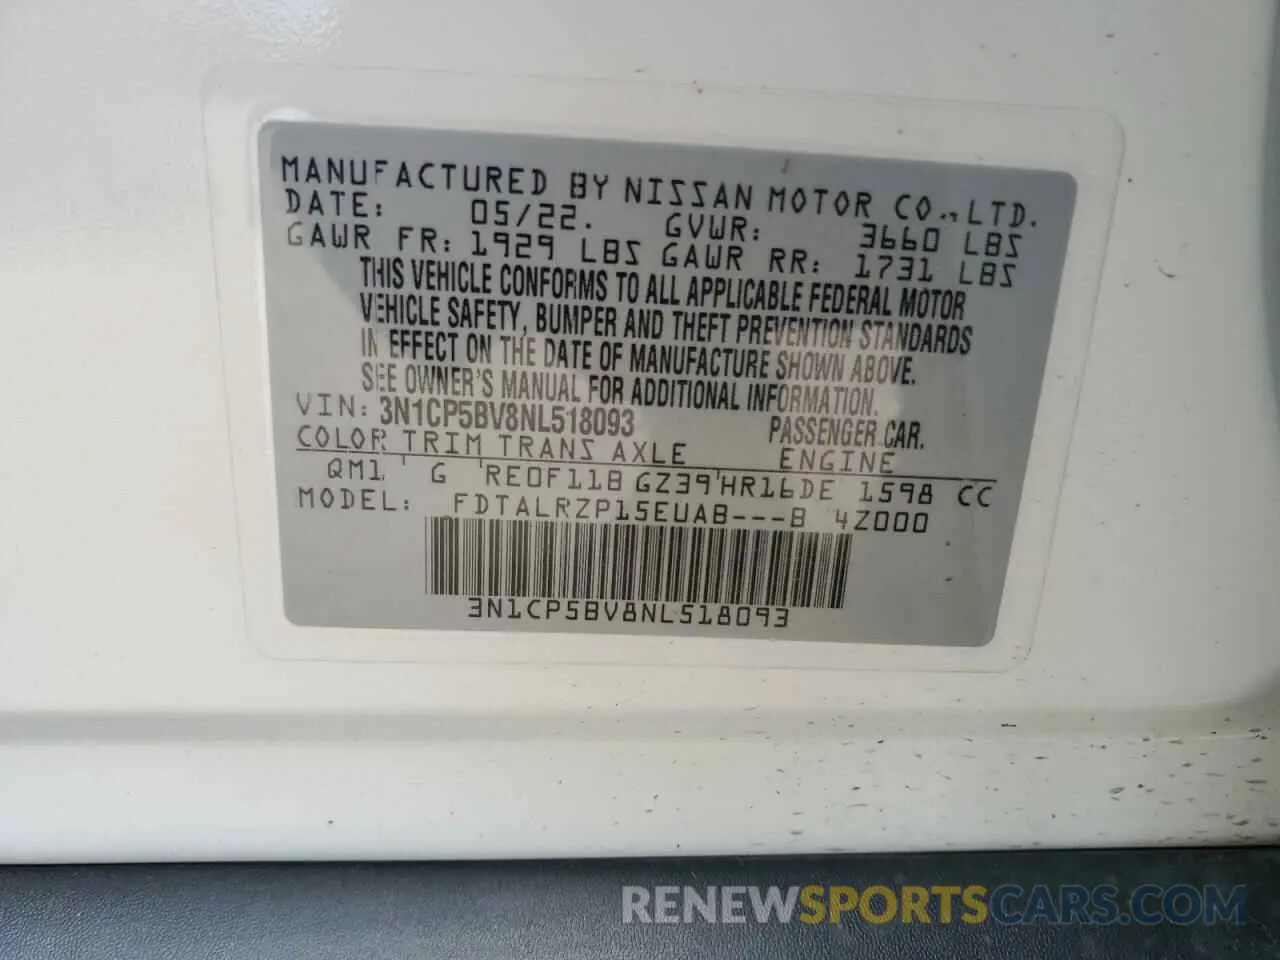 MANUFACTURED BY NISSAN MOTOR CO., LTD.
DATE: 05/22. GVWR: 3660 LBS
GAWR FR: 1929 LBS GAWR RR: 1731 LBS
THIS VEHICLE CONFORMS TO ALL APPLICABLE FEDERAL MOTOR
VEHICLE SAFETY, BUMPER AND THEFT PREVENTION STANDARDS
IN EFFECT ON THE DATE OF MANUFACTURE SHOWN ABOVE.
SEE OWNER'S MANUAL FOR ADDITIONAL INFORMATION.
VIN: 3N1CP5BV8NL518093 PASSENGER CAR.
COLOR TRIM TRANS AXLE ENGINE
QM1 G RE0F11B GZ39 HR16DE 1598 CC
MODEL: FDTALRZP15EUAB---B 4Z000
3N1CP5BV8NL518093
RENEWSPORTSCARS.COM